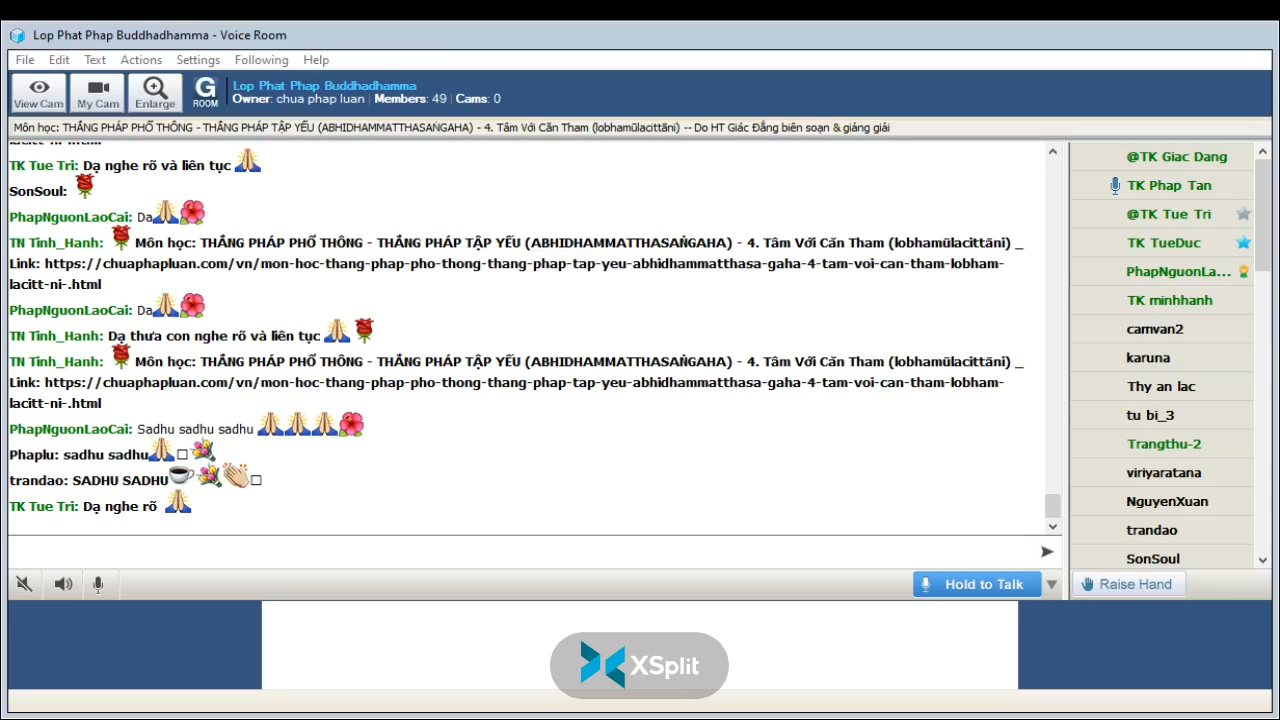 Lop Phat Phap Buddhadhamma - Voice Room
File Edit Text Actions Settings Following Help
View Cam My Cam Enlarge G ROOM
Lop Phat Phap Buddhadhamma
Owner: chua phap luan | Members: 49 | Cams: 0
Môn học: THẮNG PHÁP PHỔ THÔNG - THẮNG PHÁP TẬP YẾU (ABHIDHAMMATTHASAṄGAHA) - 4. Tâm Với Căn Tham (lobhamūlacittāni) -- Do HT Giác Đẳng biên soạn & giảng giải
TK Tue Tri: Dạ nghe rõ và liên tục
SonSoul:
PhapNguonLaoCai: Da
TN Tinh_Hanh: Môn học: THẮNG PHÁP PHỔ THÔNG - THẮNG PHÁP TẬP YẾU (ABHIDHAMMATTHASAṄGAHA) - 4. Tâm Với Căn Tham (lobhamūlacittāni) _
Link: https://chuaphapluan.com/vn/mon-hoc-thang-phap-pho-thong-thang-phap-tap-yeu-abhidhammatthasa-gaha-4-tam-voi-can-tham-lobham-
lacitt-ni-.html
PhapNguonLaoCai: Da
TN Tinh_Hanh: Dạ thưa con nghe rõ và liên tục
TN Tinh_Hanh: Môn học: THẮNG PHÁP PHỔ THÔNG - THẮNG PHÁP TẬP YẾU (ABHIDHAMMATTHASAṄGAHA) - 4. Tâm Với Căn Tham (lobhamūlacittāni) _
Link: https://chuaphapluan.com/vn/mon-hoc-thang-phap-pho-thong-thang-phap-tap-yeu-abhidhammatthasa-gaha-4-tam-voi-can-tham-lobham-
lacitt-ni-.html
PhapNguonLaoCai: Sadhu sadhu sadhu
Phaplu: sadhu sadhu
trandao: SADHU SADHU
TK Tue Tri: Dạ nghe rõ
@TK Giac Dang
TK Phap Tan
@TK Tue Tri
TK TueDuc
PhapNguonLa...
TK minhhanh
camvan2
karuna
Thy an lac
tu bi_3
Trangthu-2
viriyaratana
NguyenXuan
trandao
SonSoul
Hold to Talk
Raise Hand
XSplit